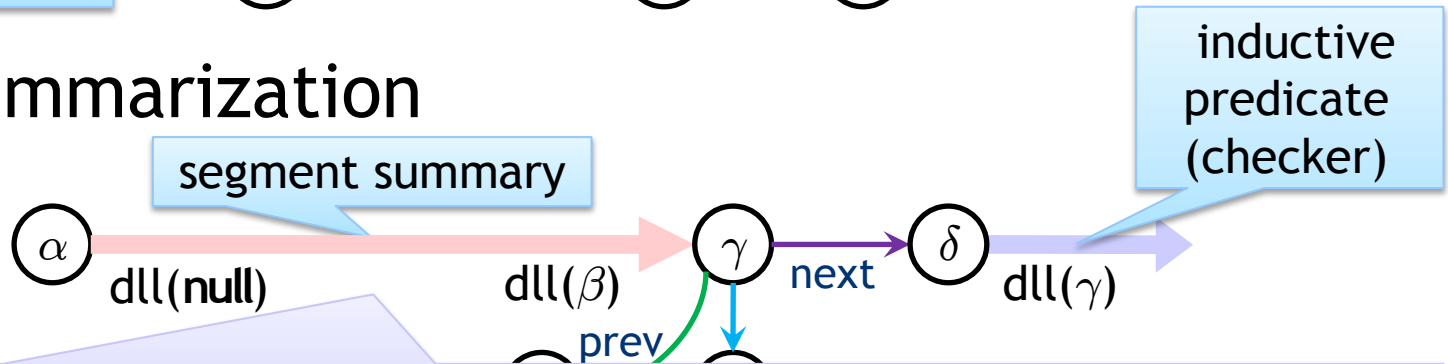 inductive
predicate
(checker)
mmarization
segment summary
α
γ
δ
next
dll(null)
dll(β)
dll(γ)
prev